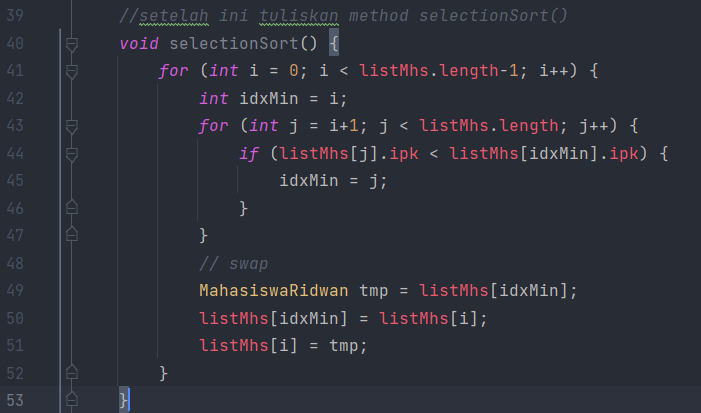 39 //setelah ini tuliskan method selectionSort()
40 void selectionSort() {
41 for (int i = 0; i < listMhs.length-1; i++) {
42 int idxMin = i;
43 for (int j = i+1; j < listMhs.length; j++) {
44 if (listMhs[j].ipk < listMhs[idxMin].ipk) {
45 idxMin = j;
46 }
47 }
48 // swap
49 MahasiswaRidwan tmp = listMhs[idxMin];
50 listMhs[idxMin] = listMhs[i];
51 listMhs[i] = tmp;
52 }
53 }